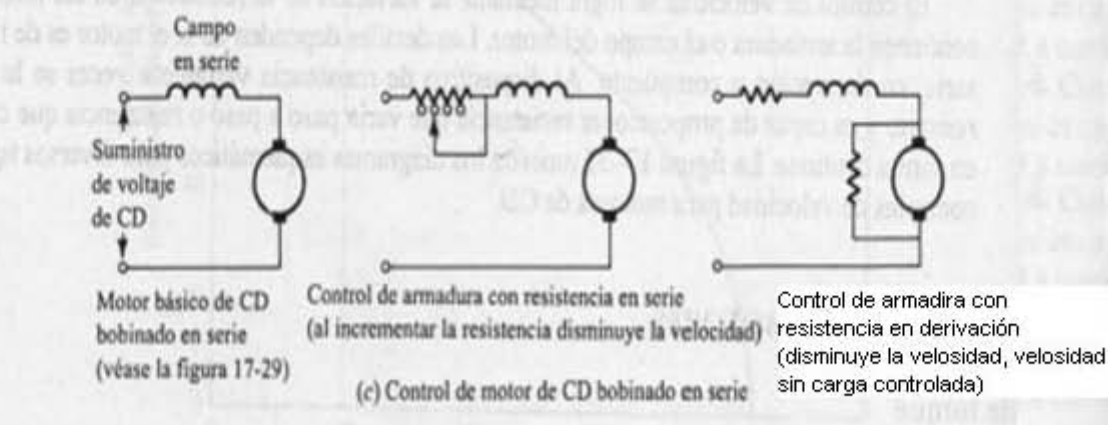 Campo
en serie
Suministro
de voltaje
de CD
Motor básico de CD
bobinado en serie
(véase la figura 17-29)
Control de armadura con resistencia en serie
(al incrementar la resistencia disminuye la velocidad)
Control de armadira con
resistencia en derivación
(disminuye la velosidad, velosidad
sin carga controlada)
(c) Control de motor de CD bobinado en serie